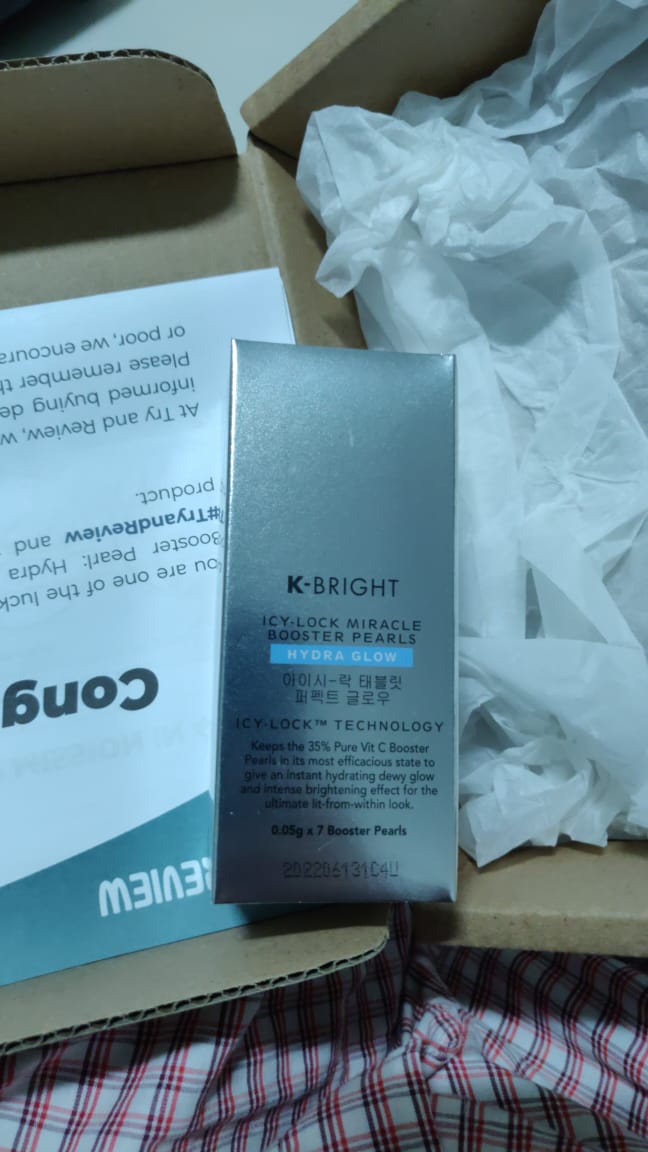 K-BRIGHT
ICY-LOCK MIRACLE
BOOSTER PEARLS
HYDRA GLOW
아이시-락 태블릿
퍼펙트 글로우
ICY-LOCK™ TECHNOLOGY
Keeps the 35% Pure Vit C Booster
Pearls in its most efficacious state to
give an instant hydrating dewy glow
and intense brightening effect for the
ultimate lit-from-within look.
0.05g x 7 Booster Pearls
202206131C4U
REVIEW
Cong
ou are one of the luck
Booster Pearl: Hydra
#TryandReview and
product.
At Try and Review, w
informed buying de
Please remember th
or poor, we encoura